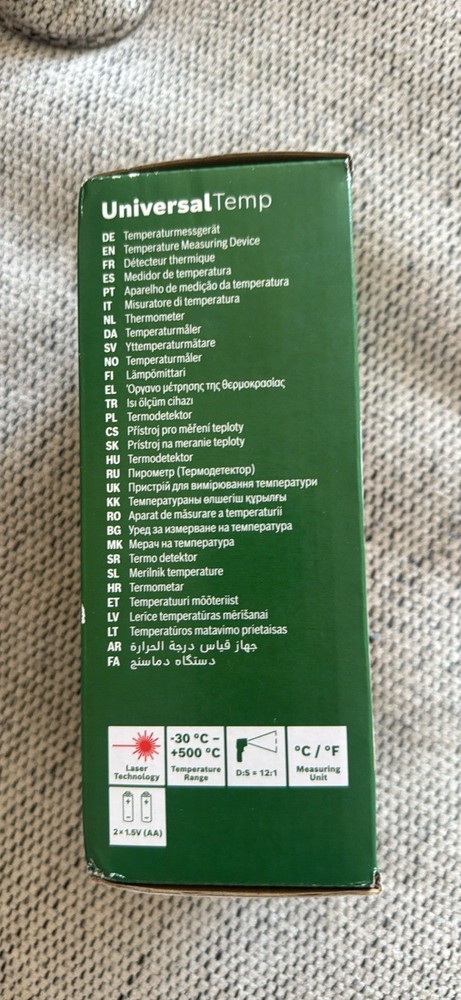 UniversalTemp
DE Temperaturmessgerät
EN Temperature Measuring Device
FR Détecteur thermique
ES Medidor de temperatura
PT Aparelho de medição da temperatura
IT Misuratore di temperatura
NL Thermometer
DA Temperaturmåler
SV Yttemperaturmätare
NO Temperaturmåler
FI Lämpömittari
EL Όργανο μέτρησης της θερμοκρασίας
TR Isı ölçüm cihazı
PL Termodetektor
CS Přístroj pro měření teploty
SK Prístroj na meranie teploty
HU Termodetektor
RU Пирометр (Термодетектор)
UK Пристрій для вимірювання температури
KK Температураны өлшегіш құрылғы
RO Aparat de măsurare a temperaturii
BG Уред за измерване на температура
MK Мерач на температура
SR Termo detektor
SL Merilnik temperature
HR Termometar
ET Temperatuuri mõõteriist
LV Lerīce temperatūras mērīšanai
LT Temperatūros matavimo prietaisas
AR جهاز قياس درجة الحرارة
FA دستگاه دماسنج
Laser
Technology
-30 °C –
+500 °C
Temperature
Range
D:S = 12:1
°C / °F
Measuring
Unit
2× 1.5V (AA)